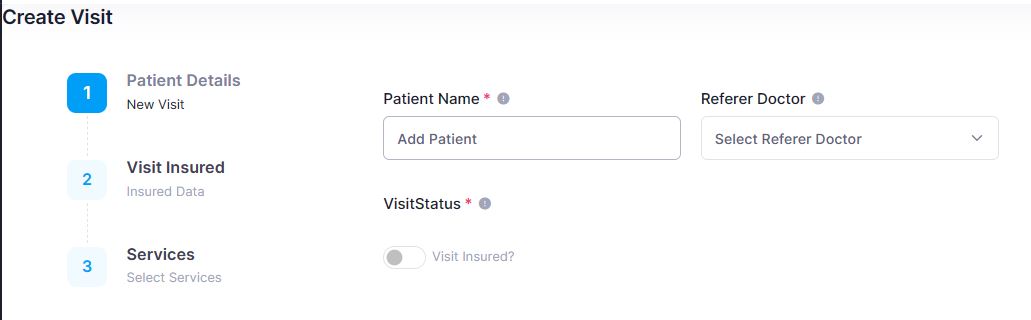 Create Visit
1
Patient Details
New Visit
2
Visit Insured
Insured Data
3
Services
Select Services
Patient Name *
Add Patient
Referer Doctor
Select Referer Doctor
VisitStatus *
Visit Insured?